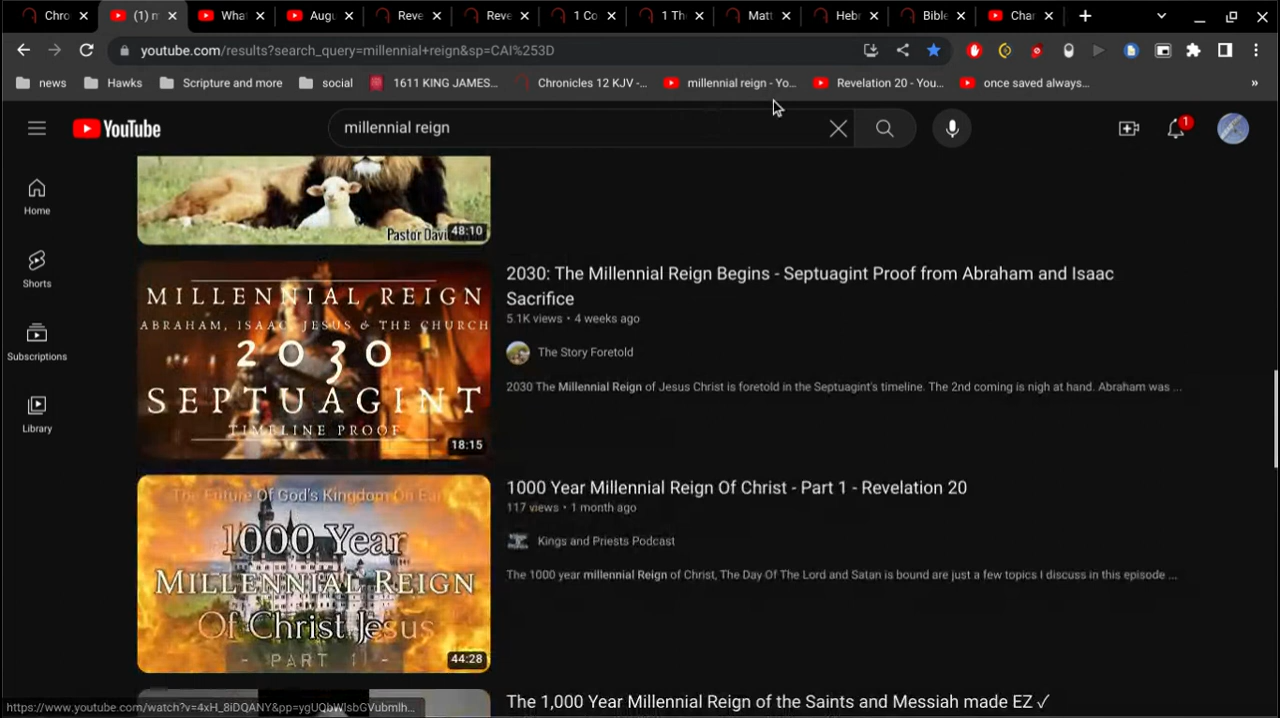 Chro
(1) m
What
Augu
Reve
Reve
1 Co
1 The
Matt
Hebr
Bible
Char
youtube.com/results?search_query=millennial+reign&sp=CAI%253D
news
Hawks
Scripture and more
social
1611 KING JAMES...
Chronicles 12 KJV -...
millennial reign - Yo...
Revelation 20 - You...
once saved always...
»
YouTube
millennial reign
1
Home
Shorts
Subscriptions
Library
48:10
MILLENNIAL REIGN
ABRAHAM, ISAAC, JESUS & THE CHURCH
2030
SEPTUAGINT
TIMELINE PROOF
18:15
2030: The Millennial Reign Begins - Septuagint Proof from Abraham and Isaac
Sacrifice
5.1K views • 4 weeks ago
The Story Foretold
2030 The Millennial Reign of Jesus Christ is foretold in the Septuagint's timeline. The 2nd coming is nigh at hand. Abraham was ...
The Future Of God's Kingdom On Ear
1000 Year
MILLENNIAL REIGN
Of Christ Jesus
- PART 1 -
44:28
1000 Year Millennial Reign Of Christ - Part 1 - Revelation 20
117 views • 1 month ago
Kings and Priests Podcast
The 1000 year millennial Reign of Christ, The Day Of The Lord and Satan is bound are just a few topics I discuss in this episode ...
The 1,000 Year Millennial Reign of the Saints and Messiah made EZ ✓
https://www.youtube.com/watch?v=4xH_8iDQANY&pp=ygUQbWlsbGVubmlh...